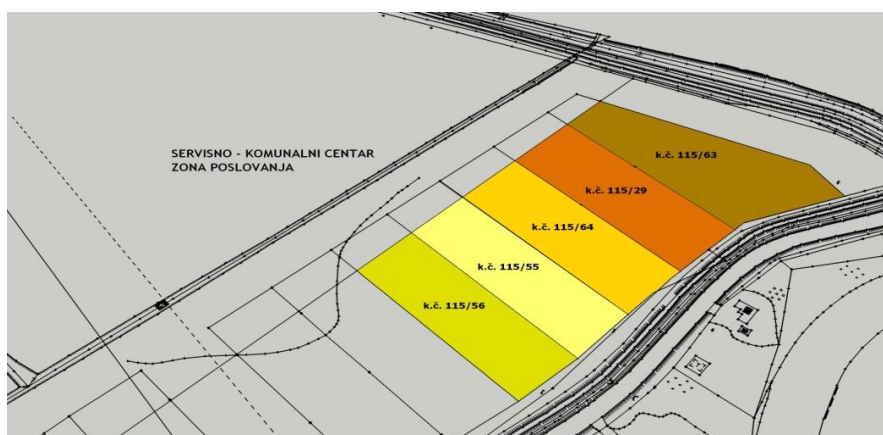 SERVISNO - KOMUNALNI CENTAR
ZONA POSLOVANJA
k.č. 115/63
k.č. 115/29
k.č. 115/64
k.č. 115/55
k.č. 115/56